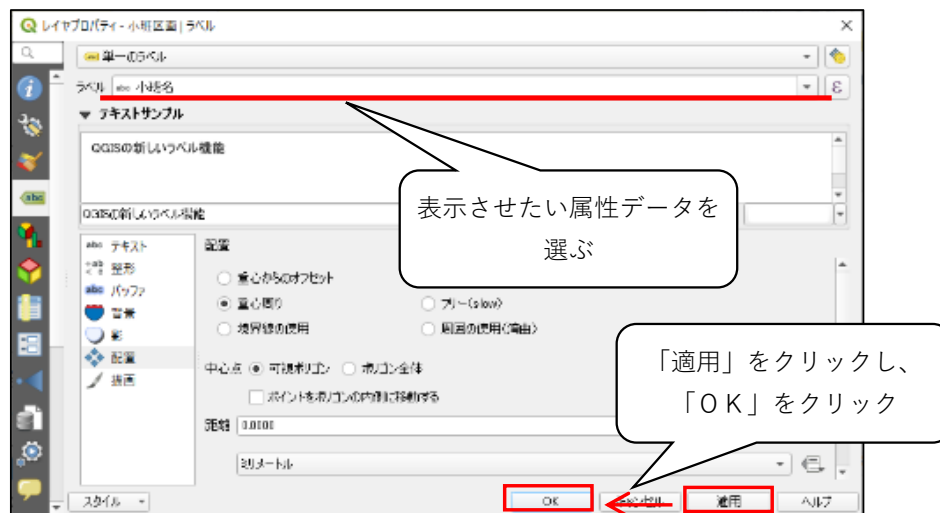 レイヤプロパティ - 小班区画 | ラベル
単一のラベル
ラベル abc 小班名 ε
テキストサンプル
QGISの新しいラベル機能
QGISの新しいラベル機能
表示させたい属性データを
選ぶ
abc テキスト
整形
abc バッファ
背景
影
配置
描画
配置
重心からのオフセット
重心周り
フリー(slow)
境界線の使用
周囲の使用(湾曲)
中心点 可視ポリゴン ポリゴン全体
ポイントをポリゴンの内側に移動する
距離 0.0000
ミリメートル
「適用」をクリックし、
「OK」をクリック
スタイル
OK
キャンセル
適用
ヘルプ